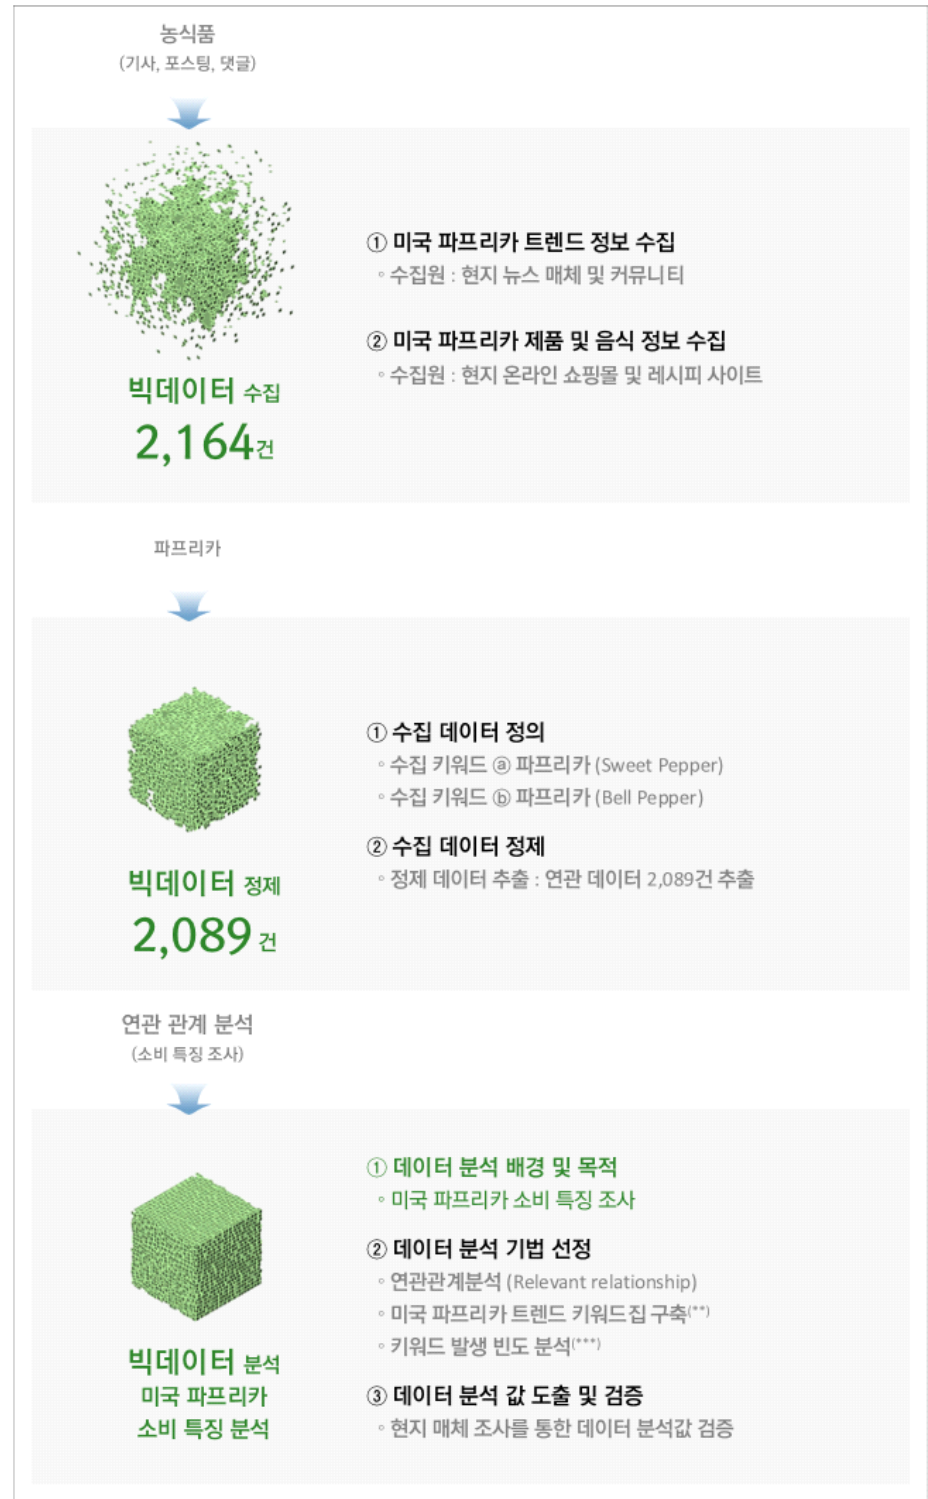 농식품
(기사, 포스팅, 댓글)
빅데이터 수집
2,164건
① 미국 파프리카 트렌드 정보 수집
◦ 수집원 : 현지 뉴스 매체 및 커뮤니티
② 미국 파프리카 제품 및 음식 정보 수집
◦ 수집원 : 현지 온라인 쇼핑몰 및 레시피 사이트
파프리카
빅데이터 정제
2,089 건
① 수집 데이터 정의
◦ 수집 키워드 ⓐ 파프리카 (Sweet Pepper)
◦ 수집 키워드 ⓑ 파프리카 (Bell Pepper)
② 수집 데이터 정제
◦ 정제 데이터 추출 : 연관 데이터 2,089건 추출
연관 관계 분석
(소비 특징 조사)
빅데이터 분석
미국 파프리카
소비 특징 분석
① 데이터 분석 배경 및 목적
◦ 미국 파프리카 소비 특징 조사
② 데이터 분석 기법 선정
◦ 연관관계분석 (Relevant relationship)
◦ 미국 파프리카 트렌드 키워드집 구축(**)
◦ 키워드 발생 빈도 분석(***)
③ 데이터 분석 값 도출 및 검증
◦ 현지 매체 조사를 통한 데이터 분석값 검증